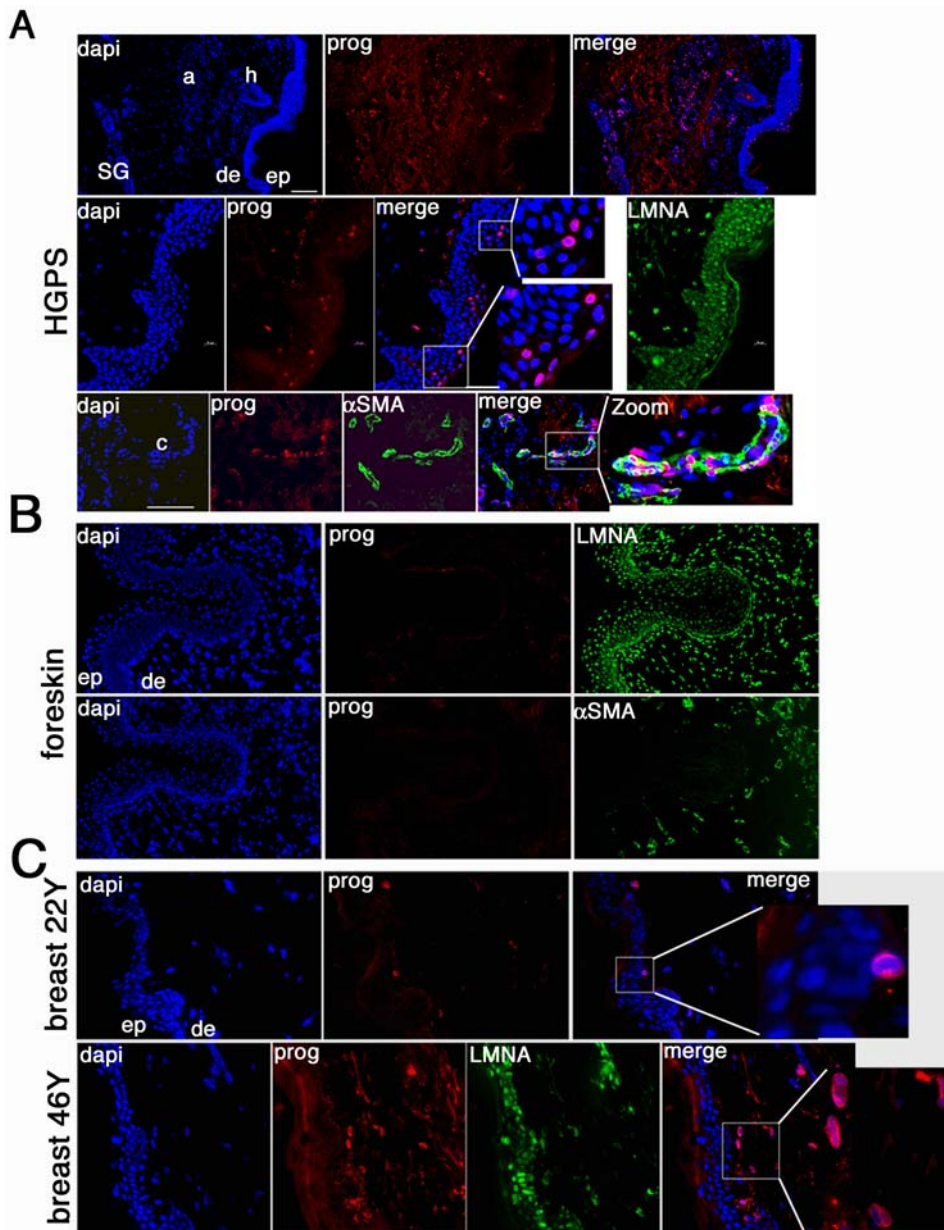 A
dapi
prog
merge
a
h
SG
de
ep
HGPS
dapi
prog
merge
LMNA
dapi
prog
αSMA
merge
Zoom
c
B
foreskin
dapi
prog
LMNA
ep
de
dapi
prog
αSMA
C
breast 22Y
dapi
prog
merge
ep
de
breast 46Y
dapi
prog
LMNA
merge